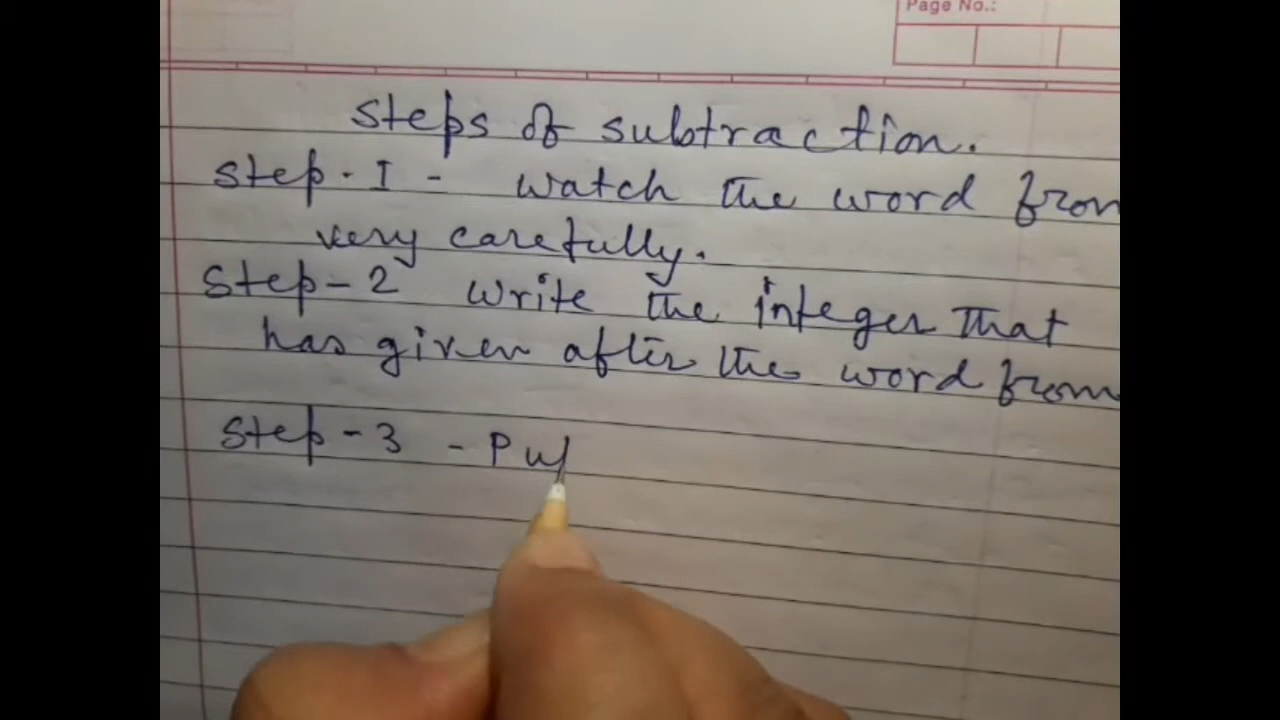 Page No.:
Steps of subtraction.
Step-I - Watch the word from
very carefully.
Step-2 Write the integer that
has given after the word from
Step-3 - Put